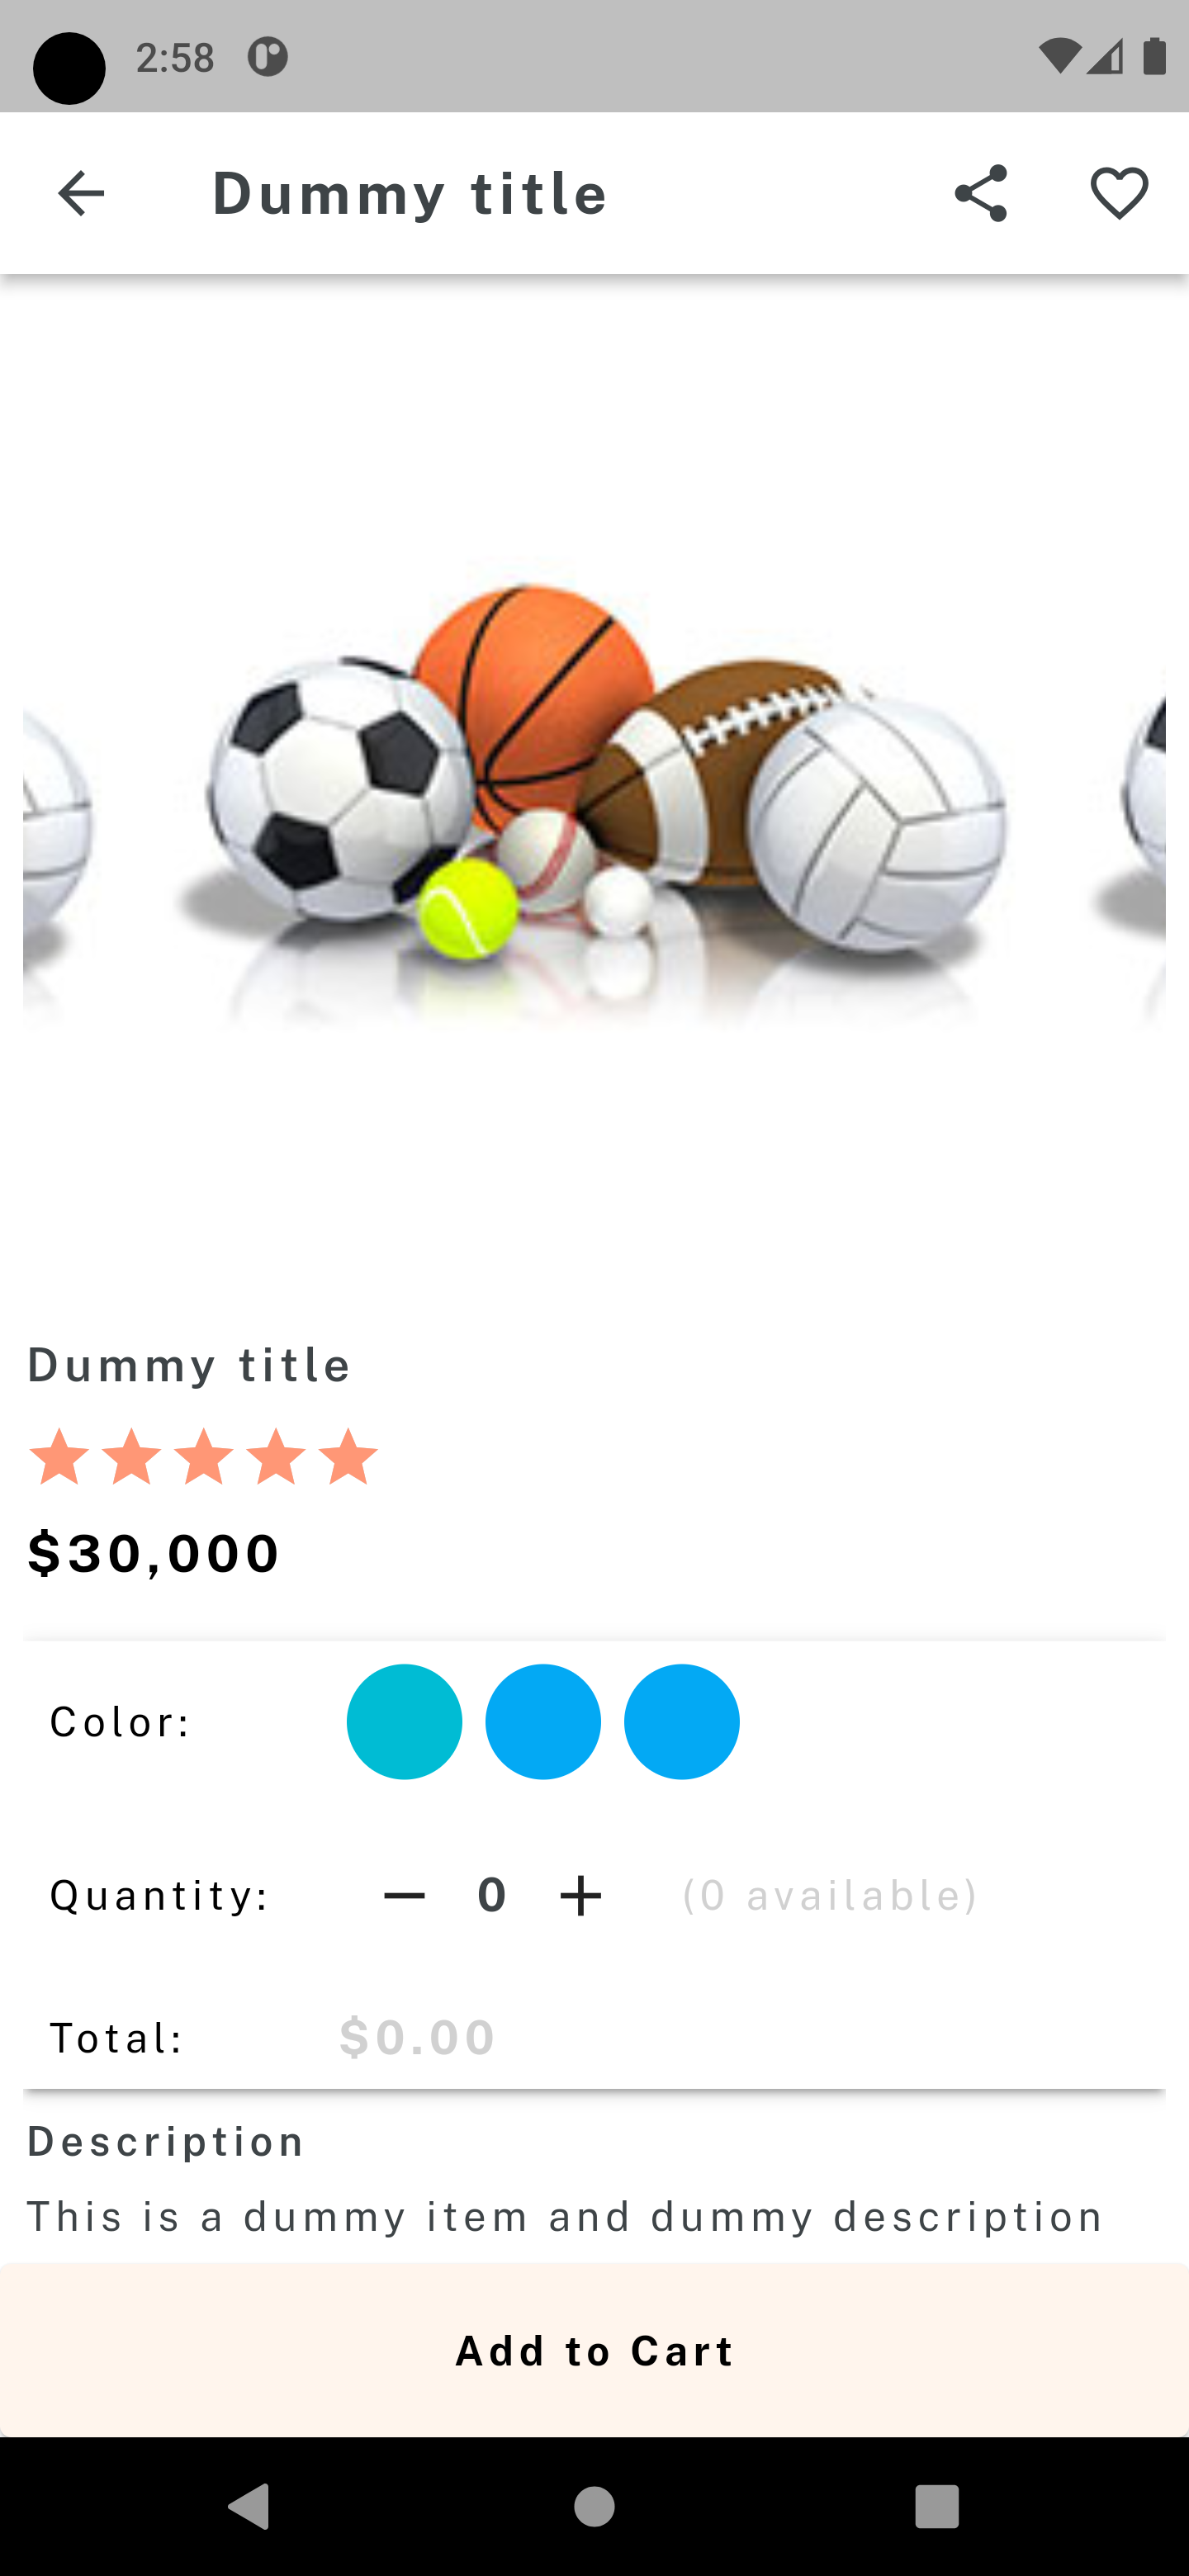 2:58
Dummy title
Dummy title
$30,000
Color:
Quantity: 0 (0 available)
Total: $0.00
Description
This is a dummy item and dummy description
Add to Cart